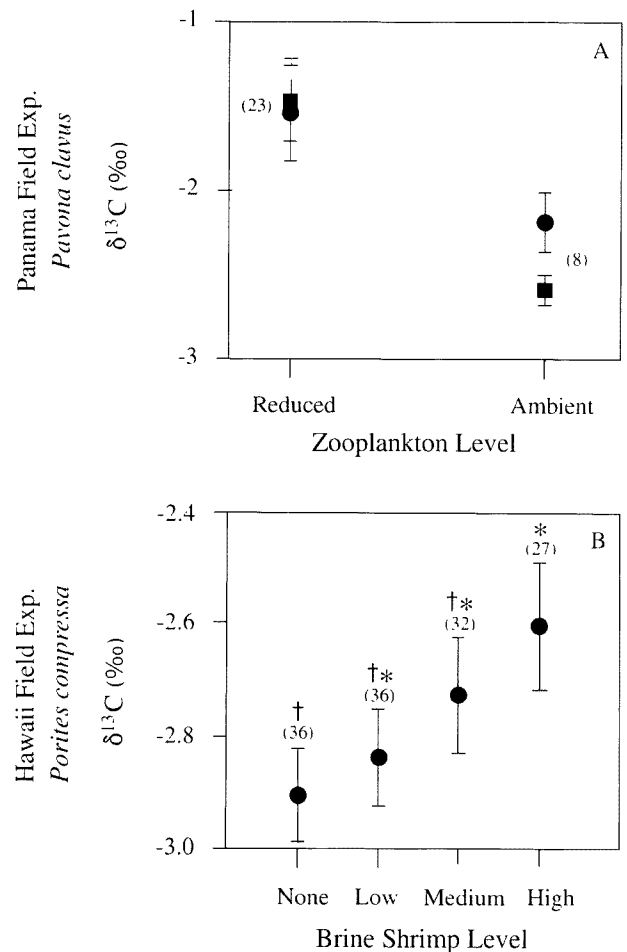 Panama Field Exp.
Pavona clavus
δ¹³C (‰)
-1
-2
-3
A
(23)
(8)
Reduced
Ambient
Zooplankton Level
Hawaii Field Exp.
Porites compressa
δ¹³C (‰)
-2.4
-2.6
-2.8
-3.0
B
†
(36)
†*
(36)
†*
(32)
*
(27)
None Low Medium High
Brine Shrimp Level